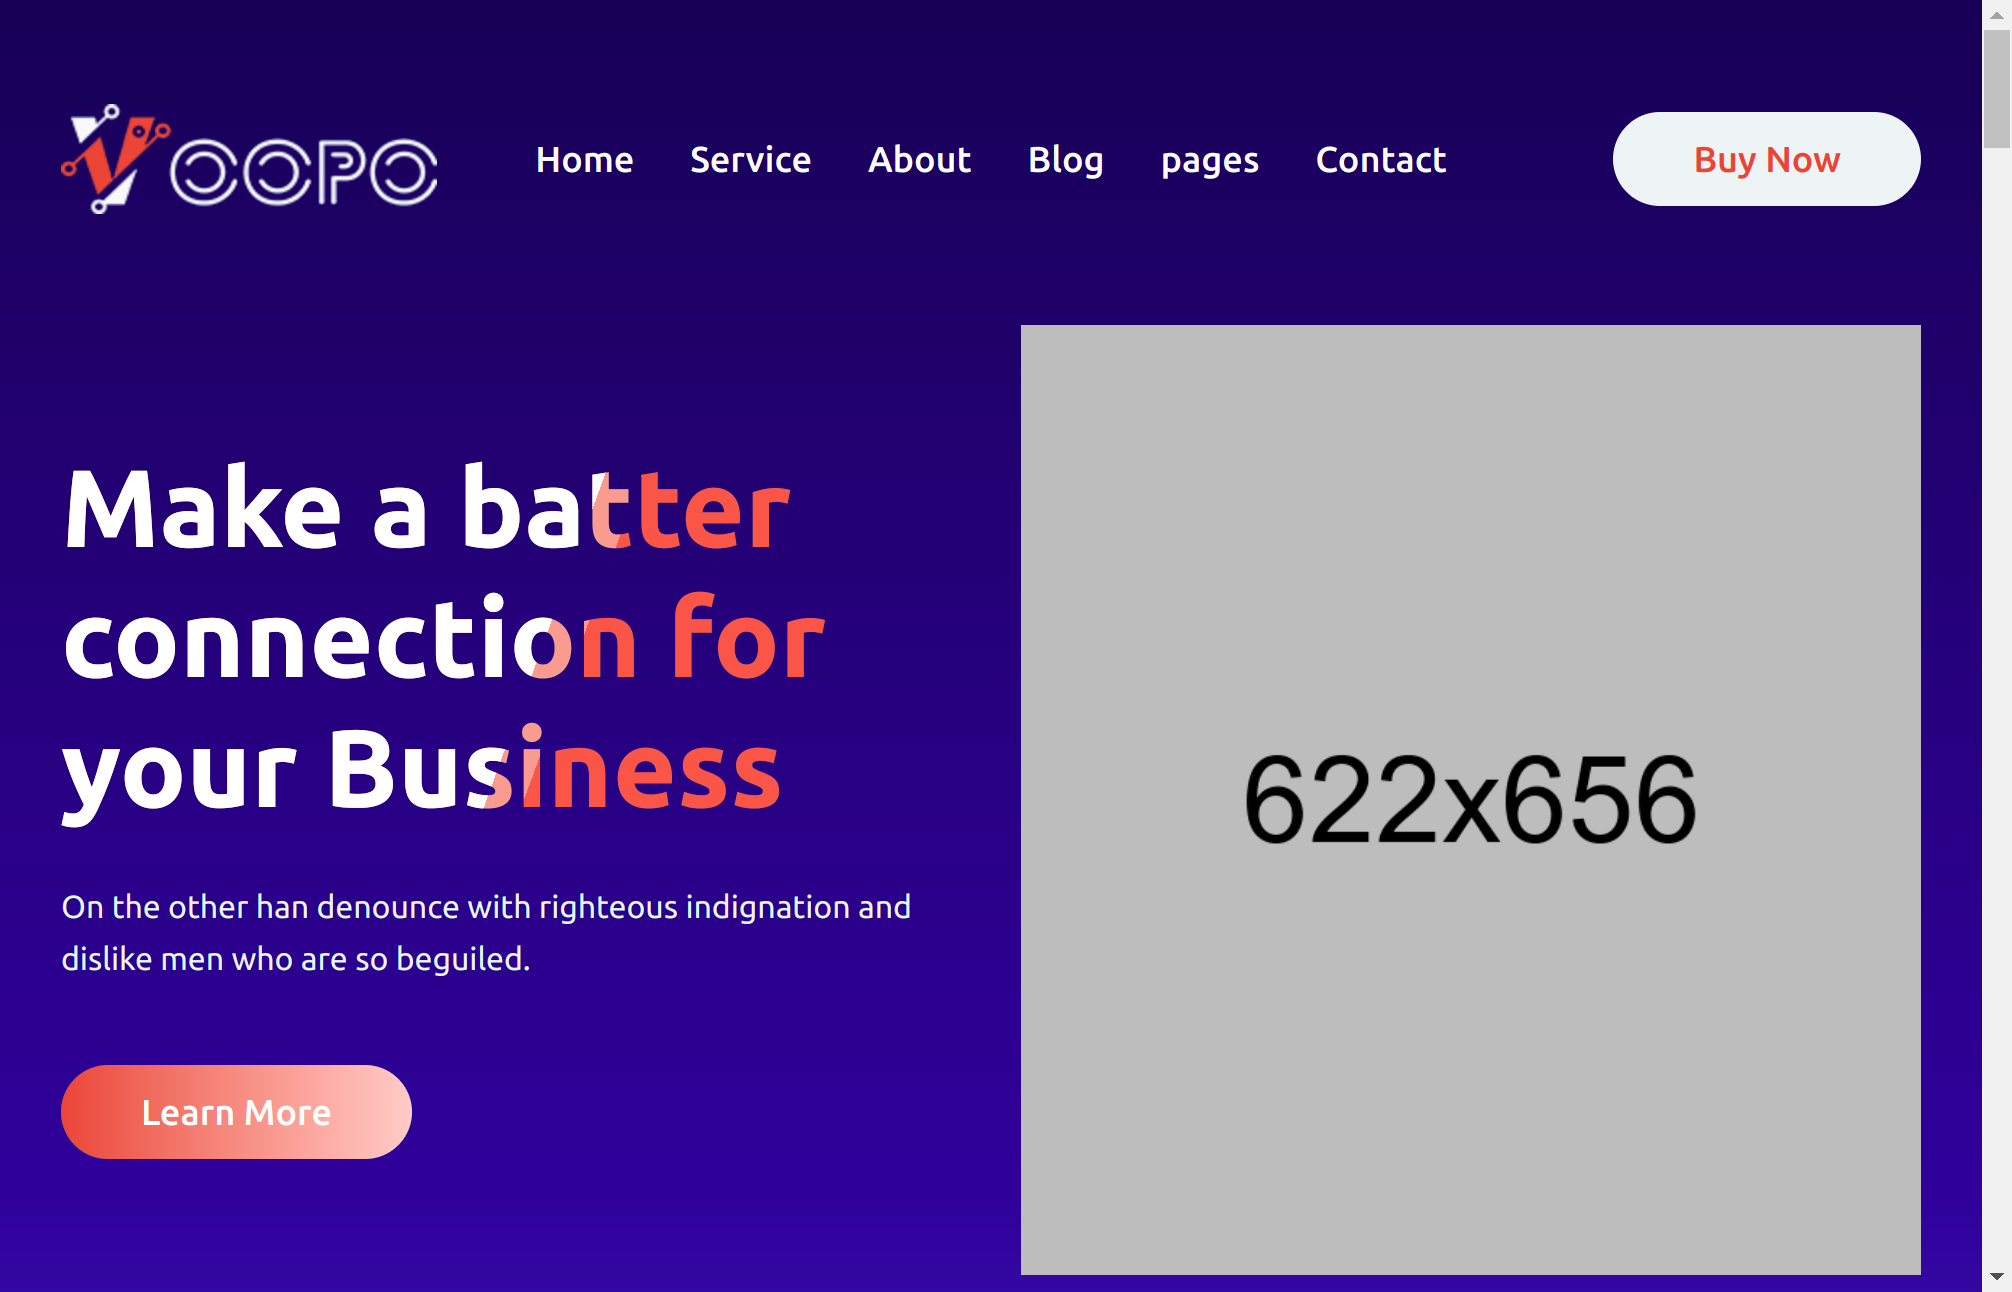 VOOPO
Home
Service
About
Blog
pages
Contact
Buy Now
Make a batter
connection for
your Business
On the other han denounce with righteous indignation and
dislike men who are so beguiled.
Learn More
622x656